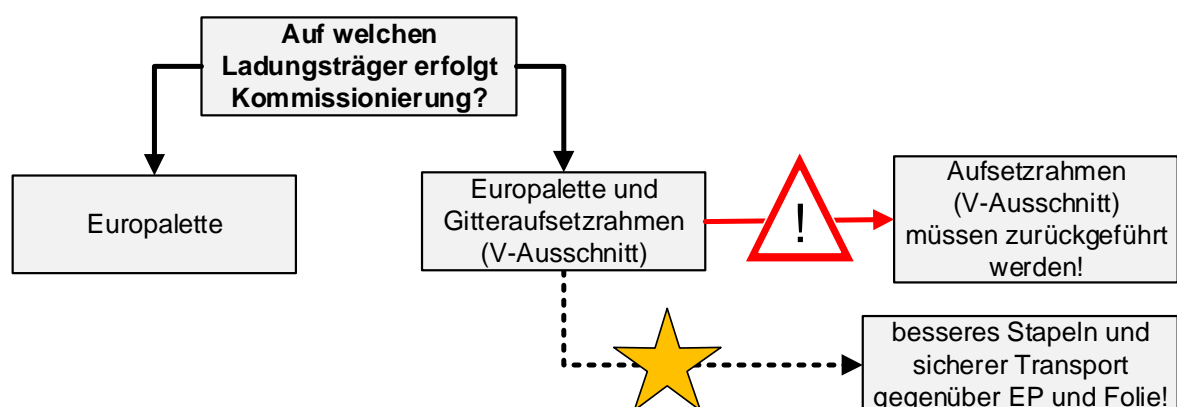 Auf welchen
Ladungsträger erfolgt
Kommissionierung?
Europalette
Europalette und
Gitteraufsetzrahmen
(V-Ausschnitt)
!
Aufsetzrahmen
(V-Ausschnitt)
müssen zurückgeführt
werden!
besseres Stapeln und
sicherer Transport
gegenüber EP und Folie!